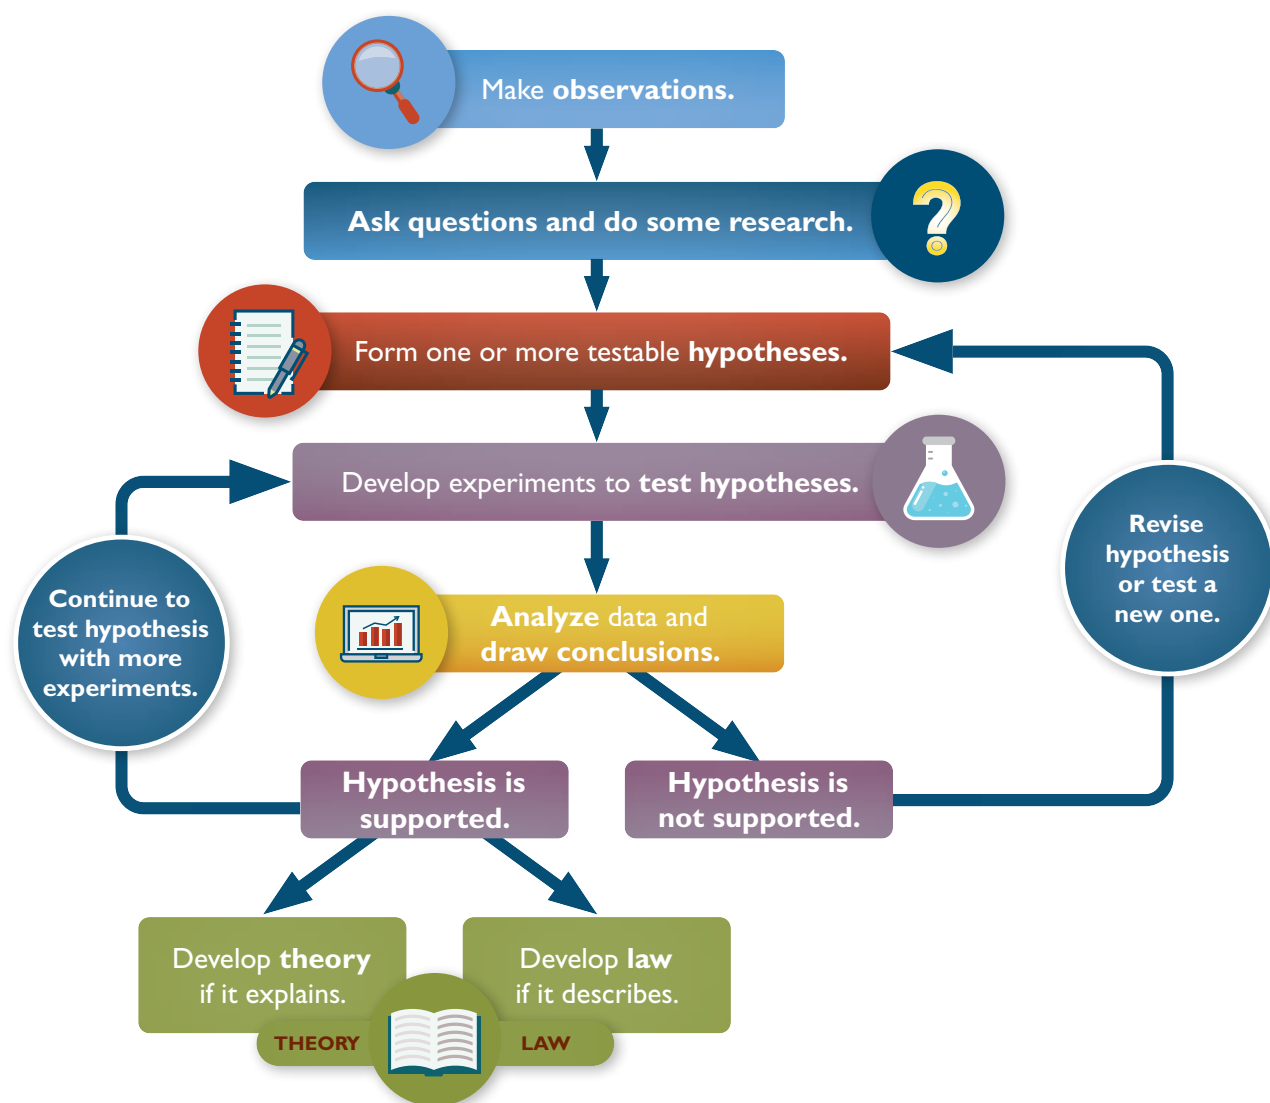 Make observations.
Ask questions and do some research.
Form one or more testable hypotheses.
Develop experiments to test hypotheses.
Revise
hypothesis
or test a
new one.
Continue to
test hypothesis
with more
experiments.
Analyze data and
draw conclusions.
Hypothesis is
supported.
Hypothesis is
not supported.
Develop theory
if it explains.
Develop law
if it describes.
THEORY
LAW